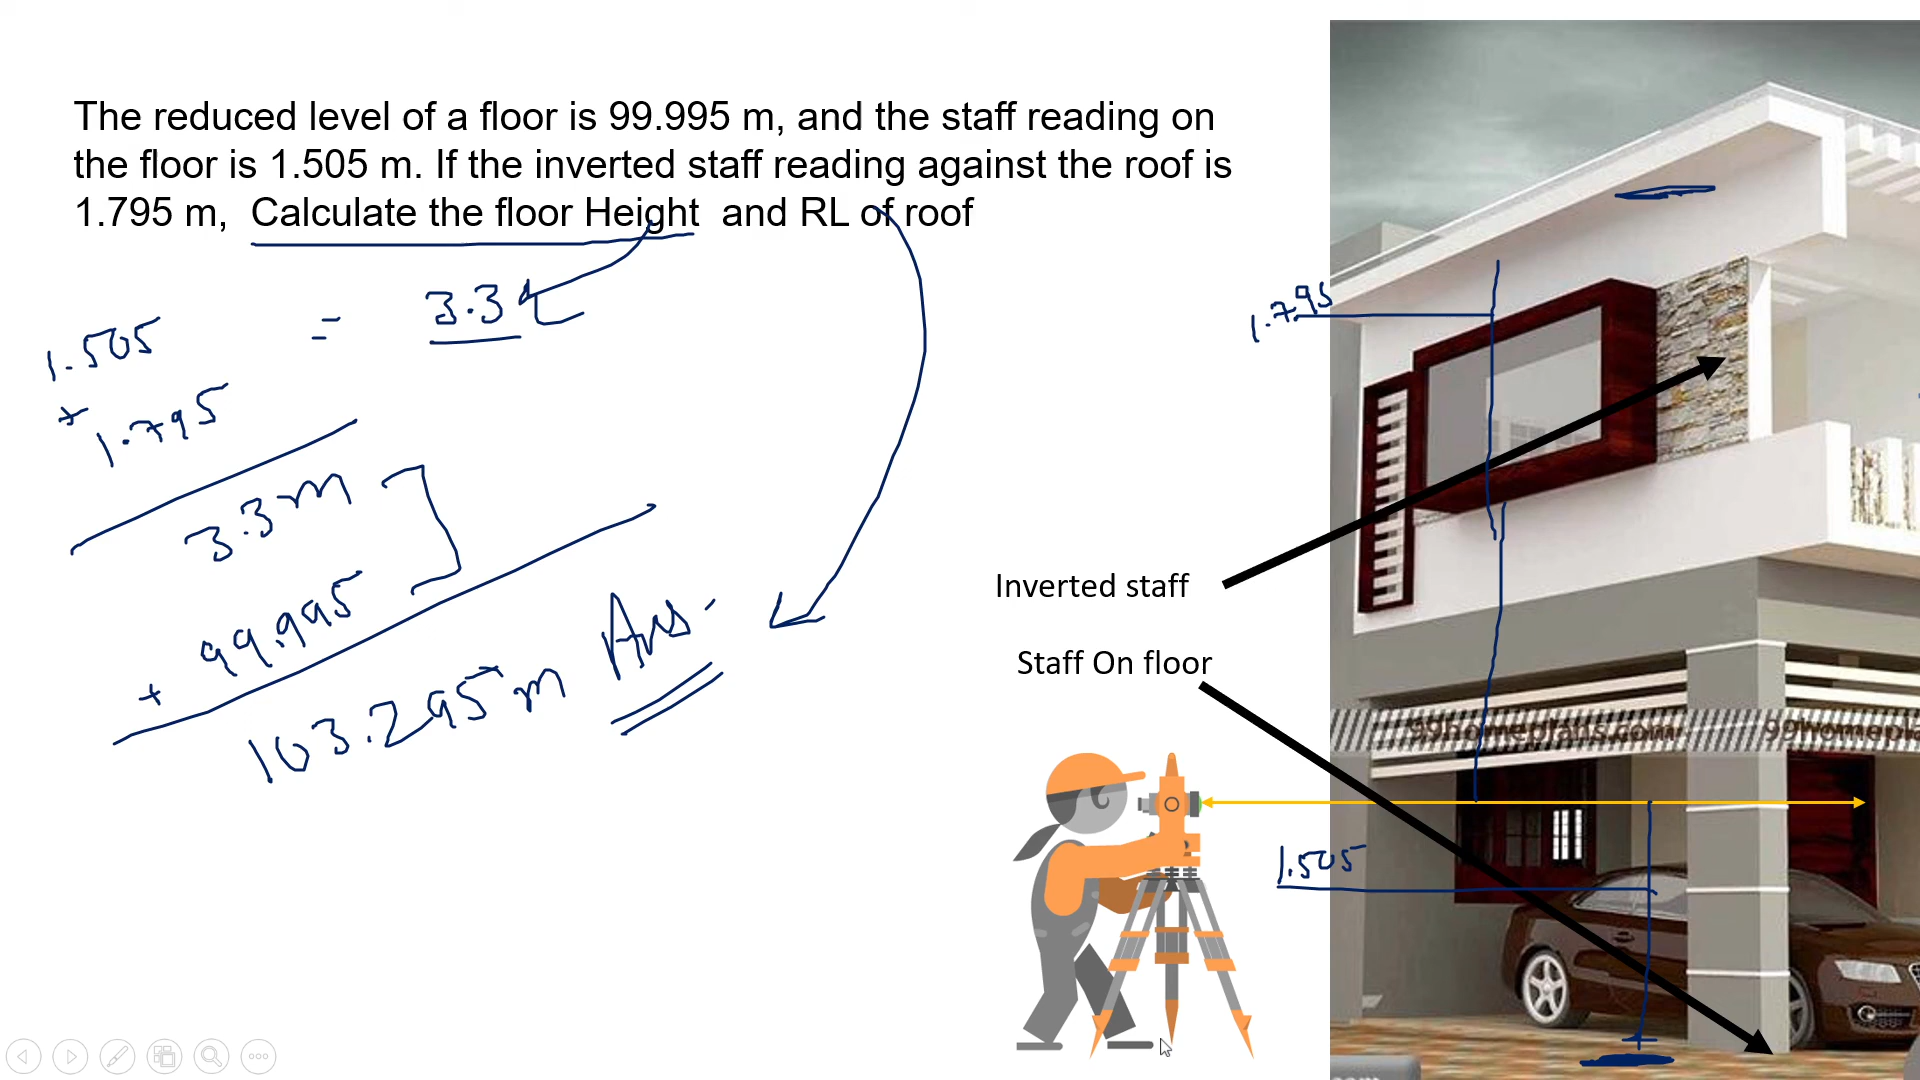 The reduced level of a floor is 99.995 m, and the staff reading on
the floor is 1.505 m. If the inverted staff reading against the roof is
1.795 m, Calculate the floor Height and RL of roof
= 3.3
1.505
+ 1.795
3.3m
+ 99.995
103.295 m Ans.
1.795
Inverted staff
Staff On floor
99homeplans.com
99homepla
1.505
com